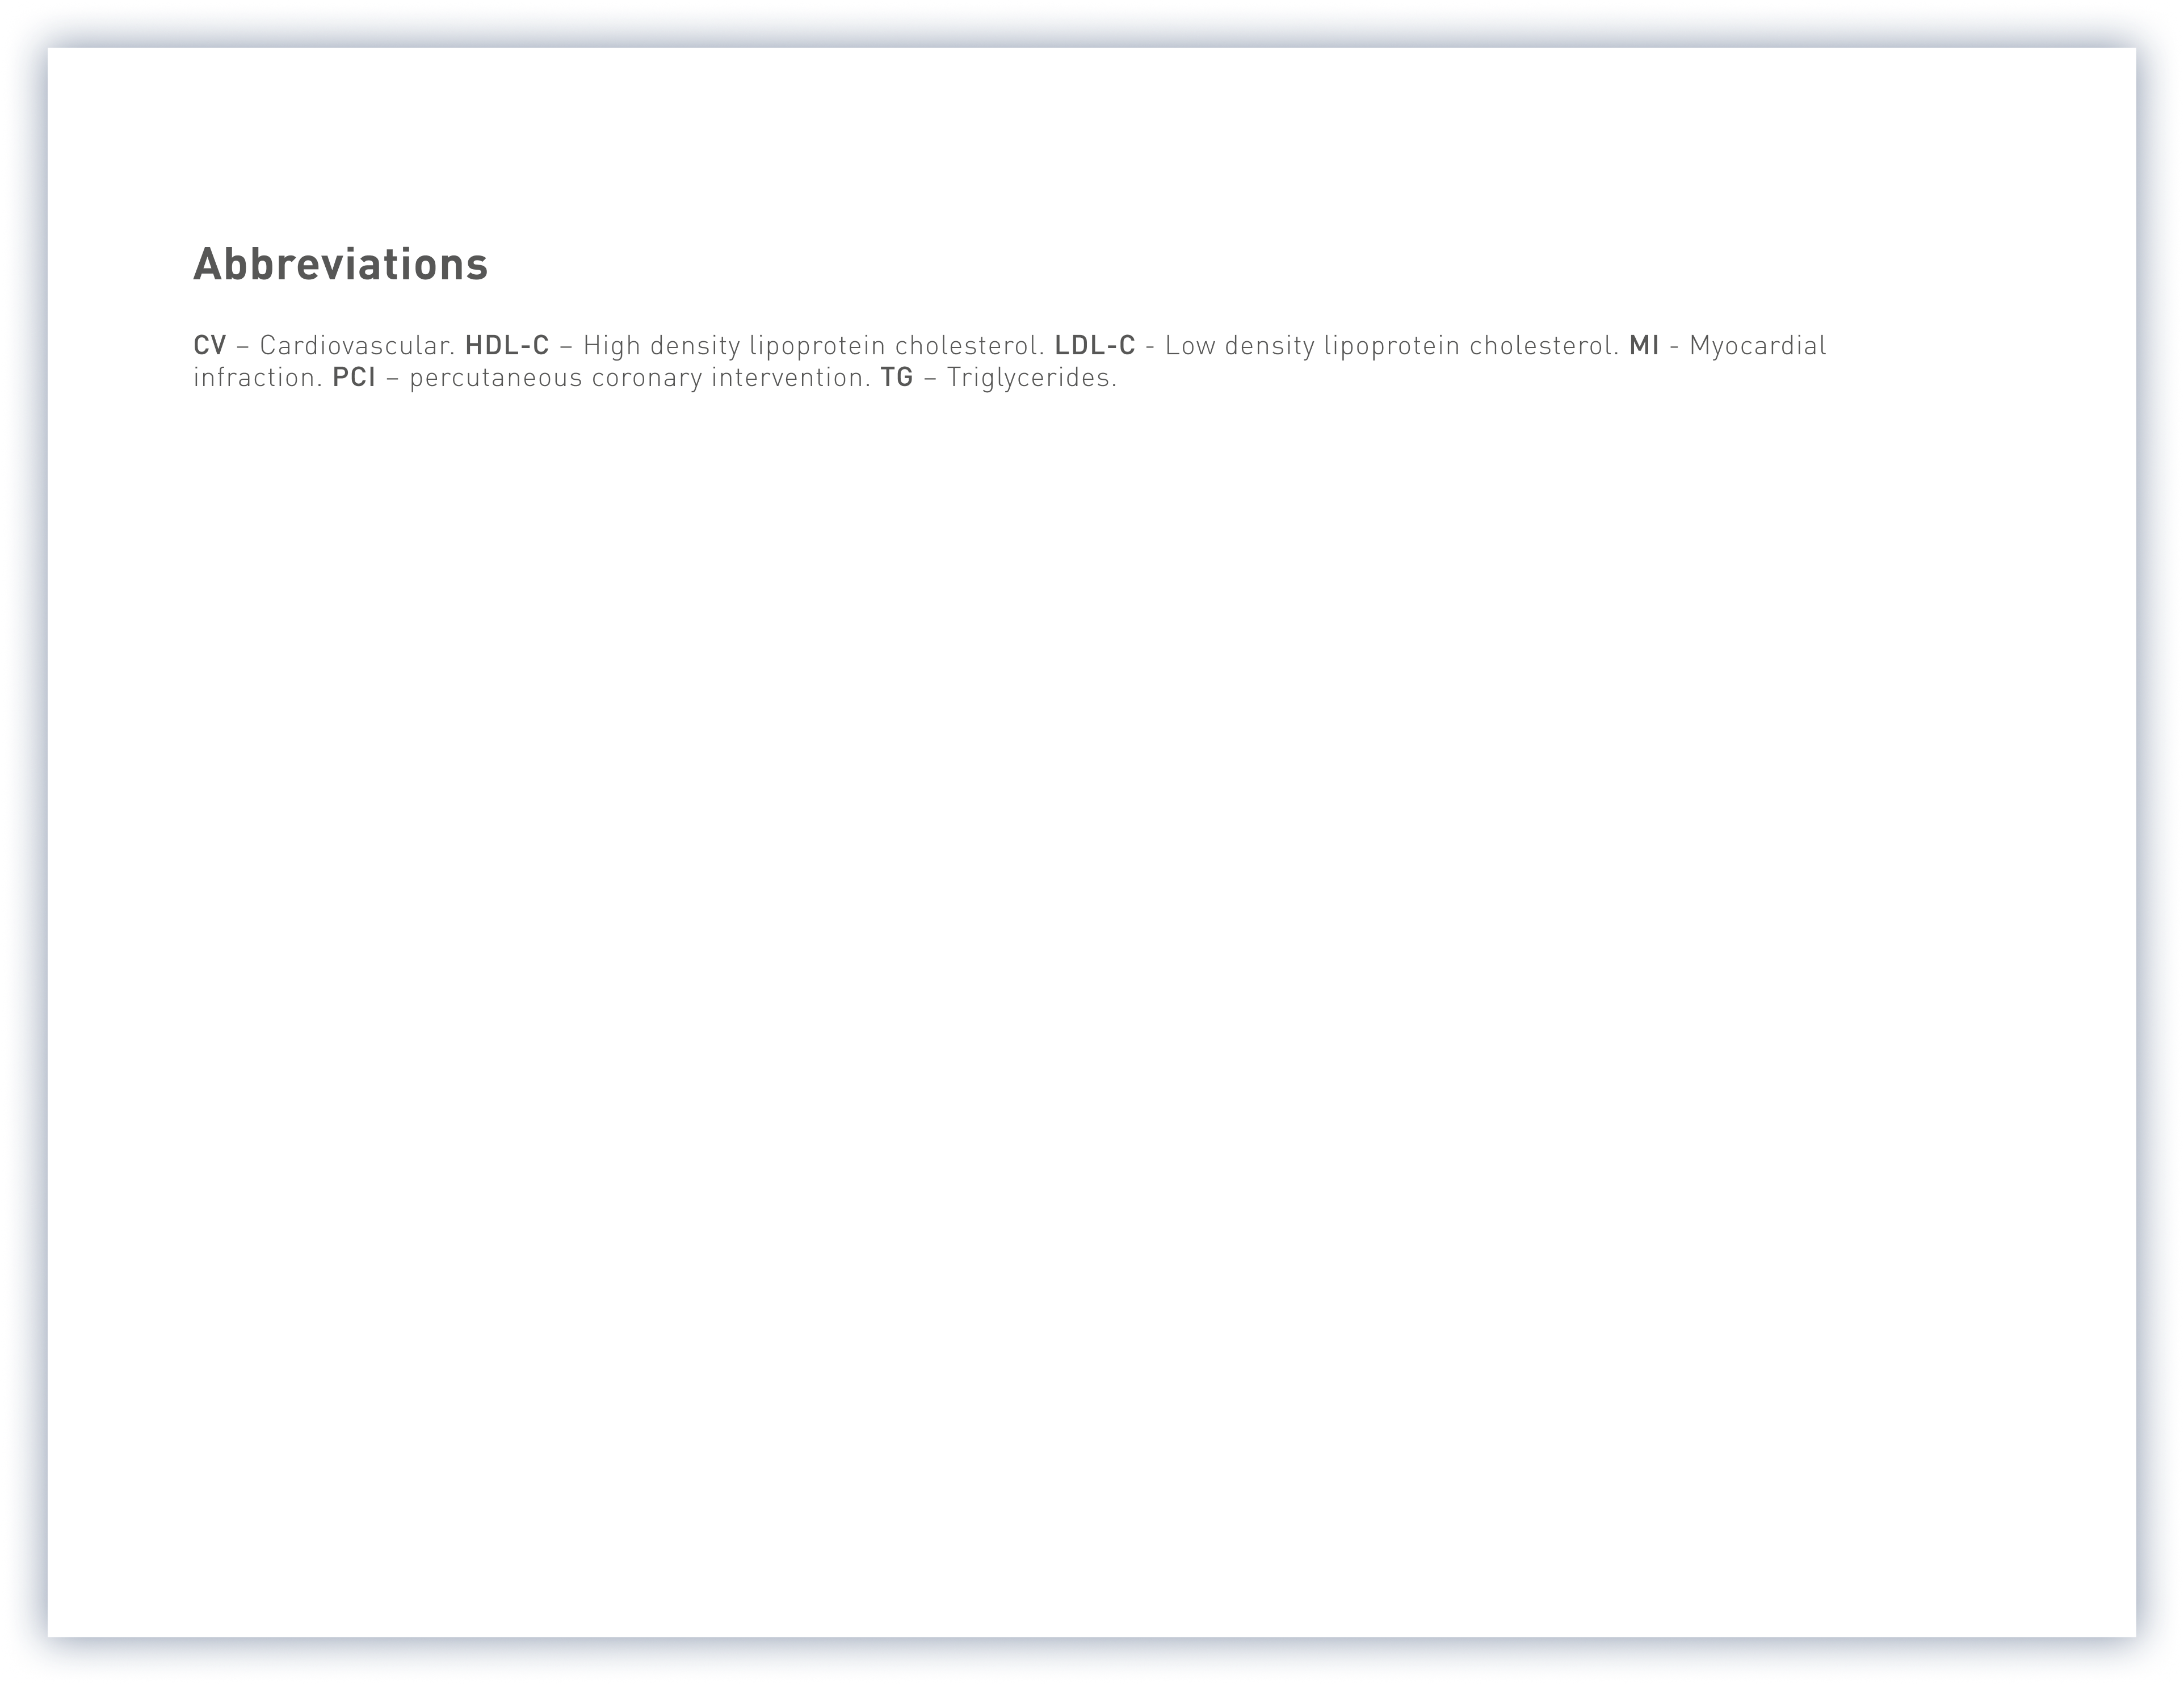 Abbreviations
CV – Cardiovascular. HDL-C – High density lipoprotein cholesterol. LDL-C - Low density lipoprotein cholesterol. MI - Myocardial
infraction. PCI – percutaneous coronary intervention. TG – Triglycerides.